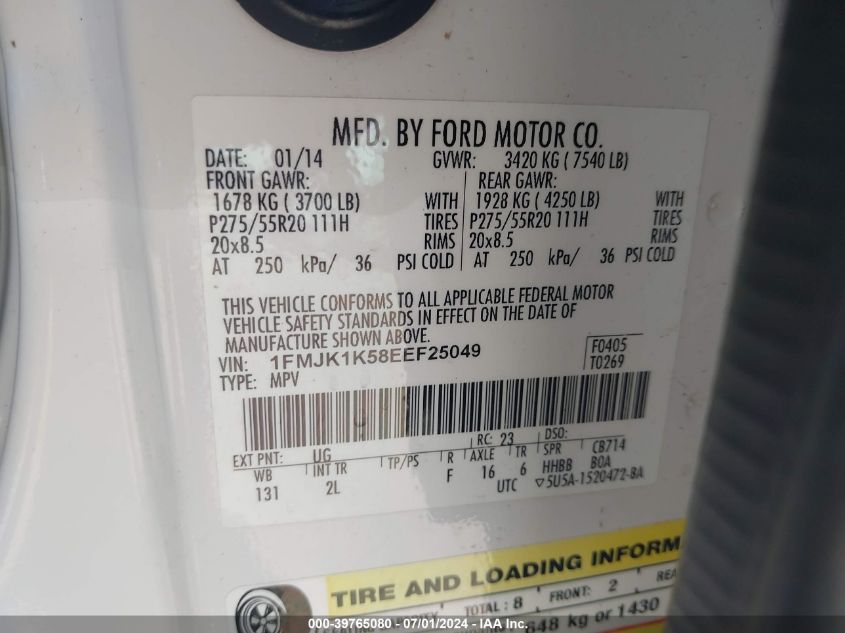 MFD. BY FORD MOTOR CO.
DATE: 01/14 GVWR: 3420 KG ( 7540 LB)
FRONT GAWR: REAR GAWR:
1678 KG ( 3700 LB) WITH 1928 KG ( 4250 LB) WITH
P275/55R20 111H TIRES P275/55R20 111H TIRES
20x8.5 RIMS 20x8.5 RIMS
AT 250 kPa/ 36 PSI COLD AT 250 kPa/ 36 PSI COLD
THIS VEHICLE CONFORMS TO ALL APPLICABLE FEDERAL MOTOR
VEHICLE SAFETY STANDARDS IN EFFECT ON THE DATE OF
MANUFACTURE SHOWN ABOVE.
VIN: 1FMJK1K58EEF25049 F0405
TYPE: MPV T0269
EXT PNT: UG RC: 23 DSO:
WB INT TR TP/PS R AXLE TR SPR CB714
131 2L F 16 6 HHBB BOA
UTC ▽5U5A-1520472-BA
TIRE AND LOADING INFORM
TOTAL : 8 FRONT: 2 REA
648 kg or 1430
000-39765080 - 07/01/2024 - IAA